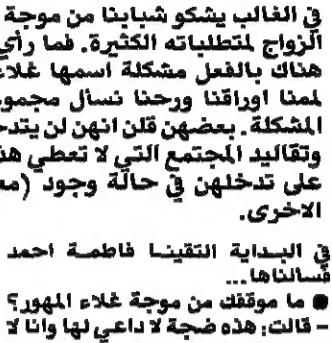 في الغالب يشكو شبابنا من موجة
الزواج لمتطلباته الكثيرة. فما رأي
هناك بالفعل مشكلة اسمها غلاء
لممنا اوراقنا ورحنا نسأل مجمو
المشكلة. بعضهن قلن انهن لن يتدخ
وتقاليد المجتمع التي لا تعطي هذ
على تدخلهن في حالة وجود (مع
الاخرى.
في البداية التقينا فاطمة احمد
فسألناها...
● ما موقفك من موجة غلاء المهور؟
- قالت: هذه ضجة لا داعي لها وانا لا